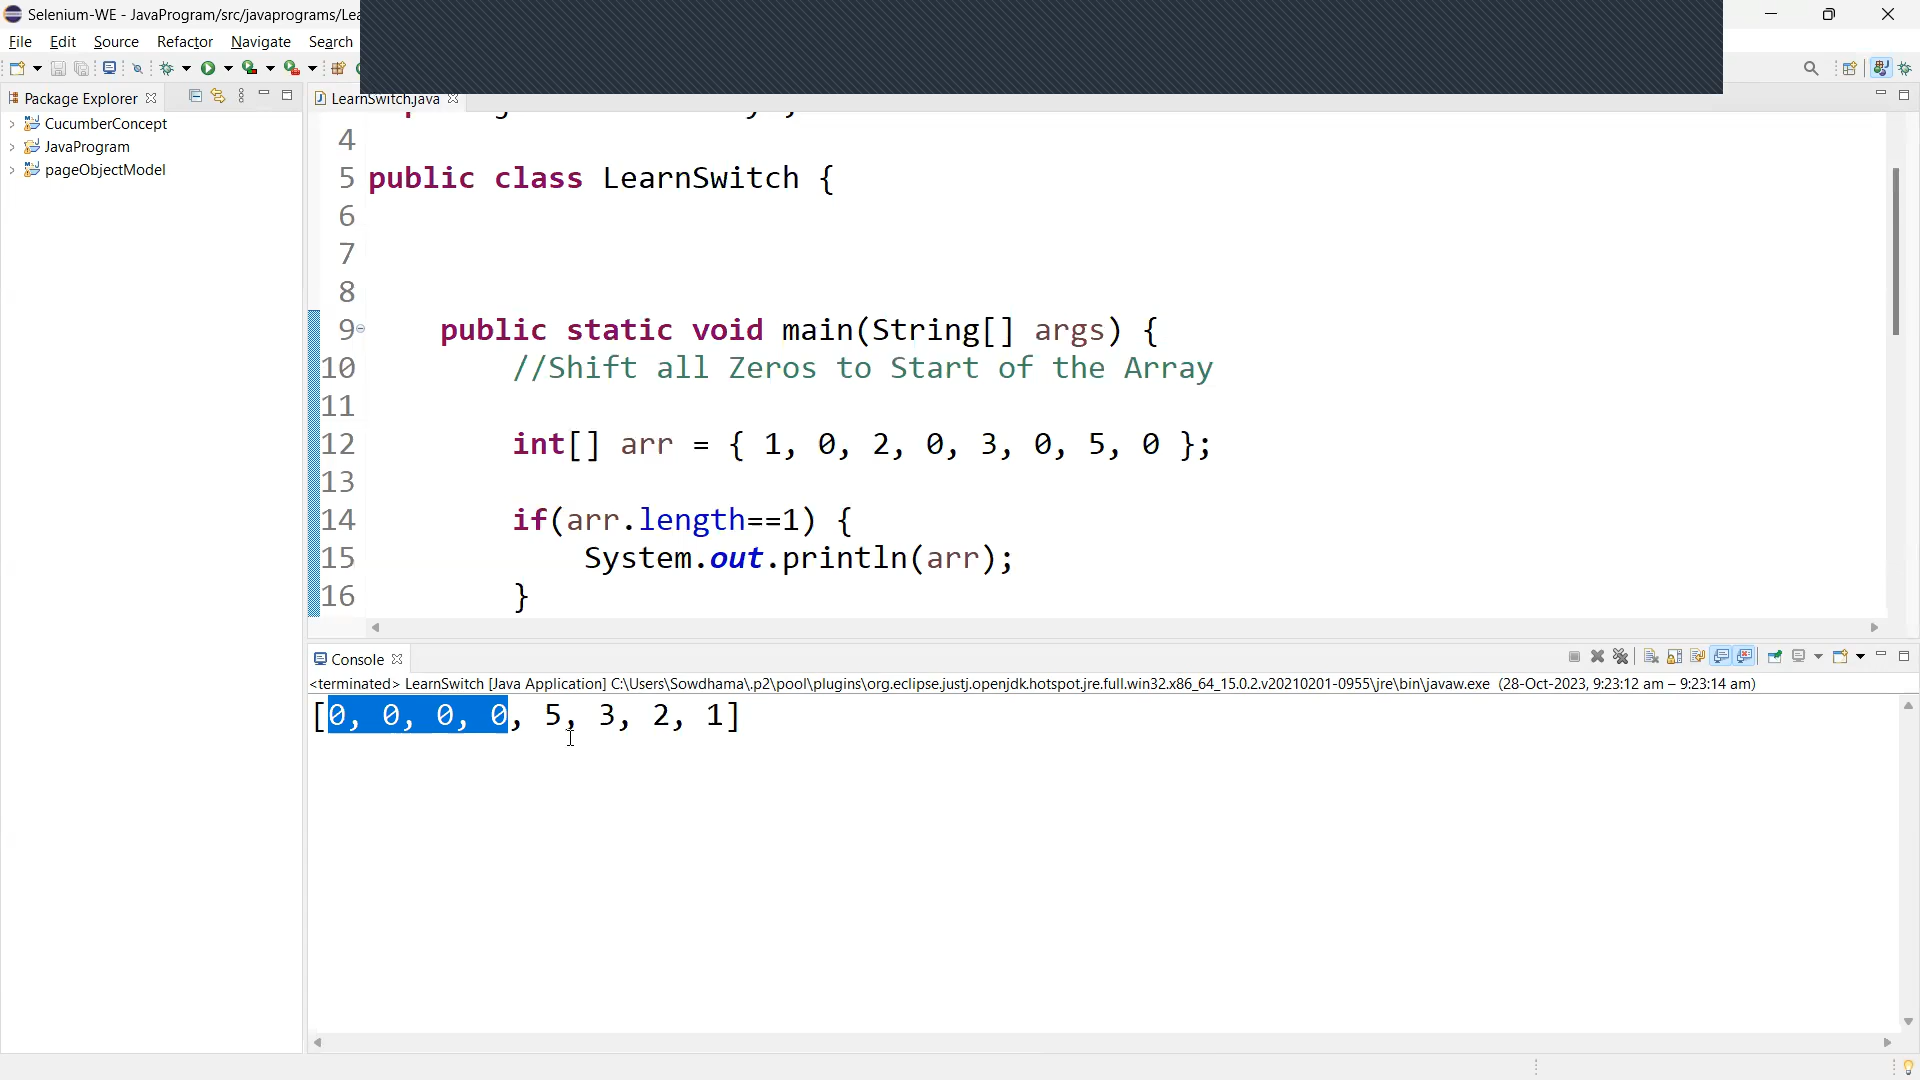 Selenium-WE - JavaProgram/src/javaprograms/Lea
File Edit Source Refactor Navigate Search
Package Explorer
LearnSwitch.java
CucumberConcept
JavaProgram
pageObjectModel
4
5 public class LearnSwitch {
6
7
8
9 public static void main(String[] args) {
10 //Shift all Zeros to Start of the Array
11
12 int[] arr = { 1, 0, 2, 0, 3, 0, 5, 0 };
13
14 if(arr.length==1) {
15 System.out.println(arr);
16 }
Console
<terminated> LearnSwitch [Java Application] C:\Users\Sowdhama\.p2\pool\plugins\org.eclipse.justj.openjdk.hotspot.jre.full.win32.x86_64_15.0.2.v20210201-0955\jre\bin\javaw.exe (28-Oct-2023, 9:23:12 am – 9:23:14 am)
[0, 0, 0, 0, 5, 3, 2, 1]